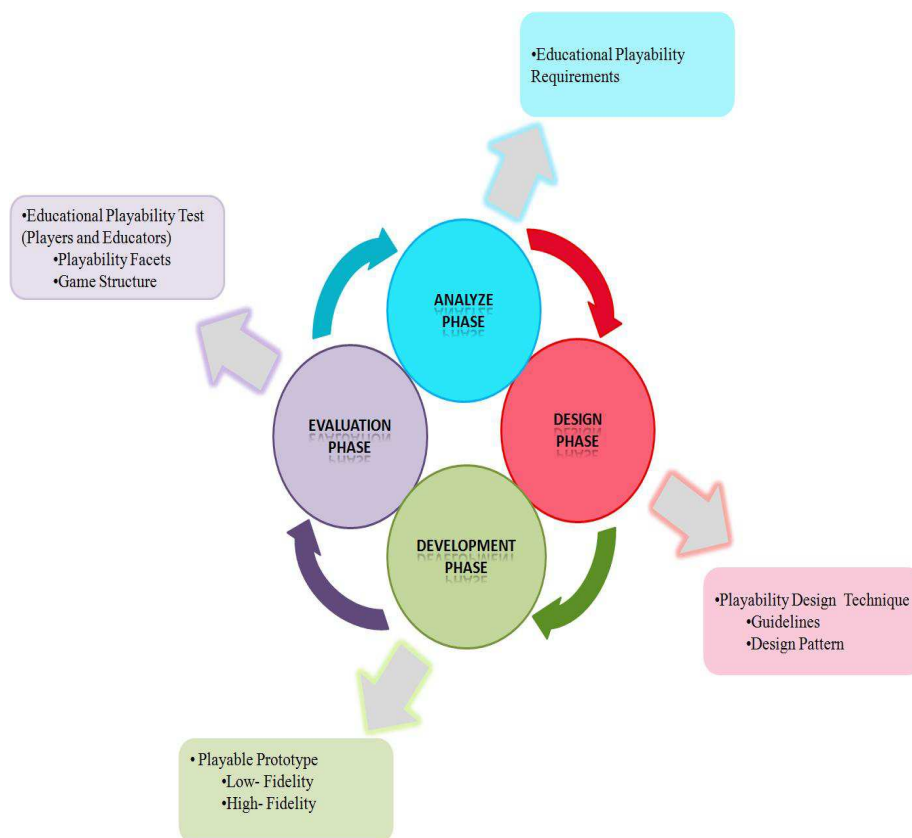 •Educational Playability
Requirements
•Educational Playability Test
(Players and Educators)
•Playability Facets
•Game Structure
ANALYZE
PHASE
EVALUATION
PHASE
DESIGN
PHASE
DEVELOPMENT
PHASE
•Playability Design Technique
•Guidelines
•Design Pattern
• Playable Prototype
•Low- Fidelity
•High- Fidelity